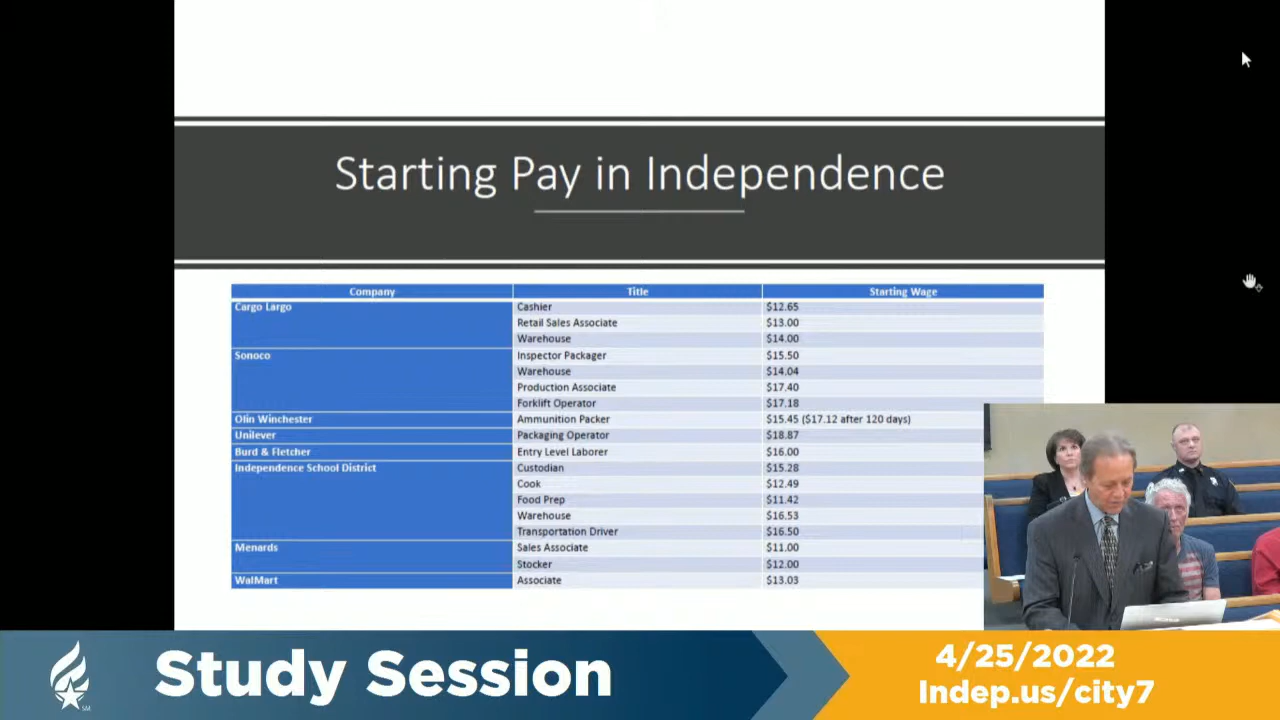 Starting Pay in Independence
Company Title Starting Wage
Cargo Largo Cashier $12.65
Retail Sales Associate $13.00
Warehouse $14.00
Sonoco Inspector Packager $15.50
Warehouse $14.04
Production Associate $17.40
Forklift Operator $17.18
Olin Winchester Ammunition Packer $15.45 ($17.12 after 120 days)
Unilever Packaging Operator $18.87
Burd & Fletcher Entry Level Laborer $16.00
Independence School District Custodian $15.28
Cook $12.49
Food Prep $11.42
Warehouse $16.53
Transportation Driver $16.50
Menards Sales Associate $11.00
Stocker $12.00
WalMart Associate $13.03
Study Session
4/25/2022
Indep.us/city7
SM